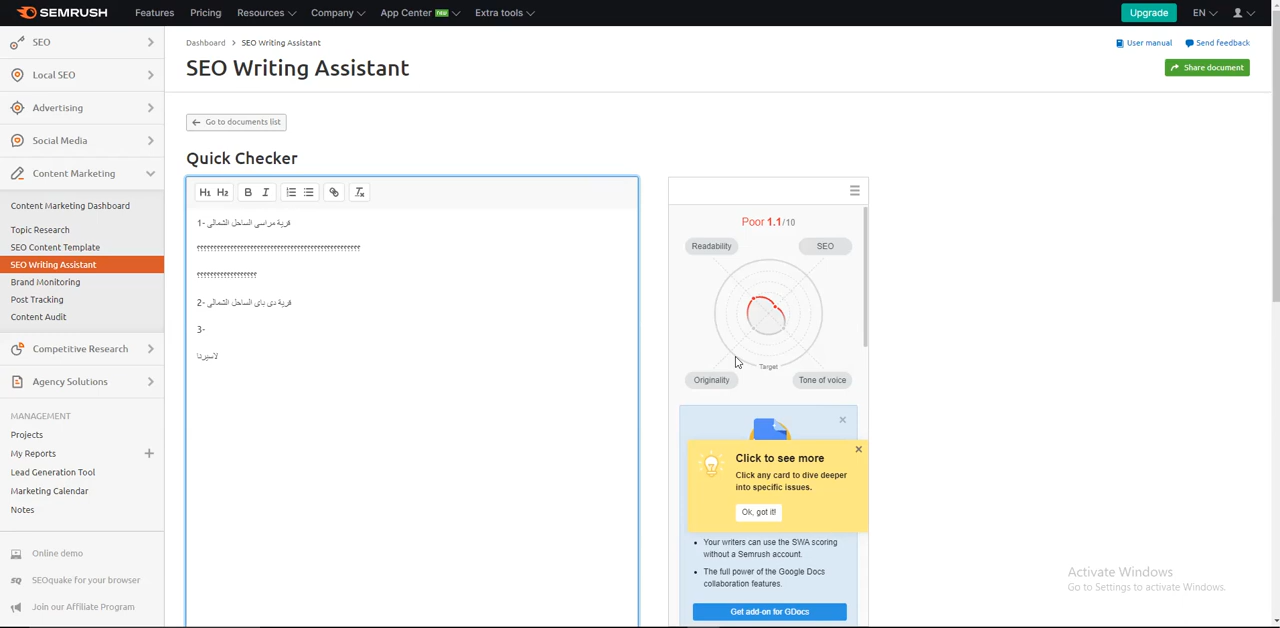 SEMRUSH
Features
Pricing
Resources
Company
App Center NEW
Extra tools
Upgrade
EN
SEO
Local SEO
Advertising
Social Media
Content Marketing
Content Marketing Dashboard
Topic Research
SEO Content Template
SEO Writing Assistant
Brand Monitoring
Post Tracking
Content Audit
Competitive Research
Agency Solutions
MANAGEMENT
Projects
My Reports
Lead Generation Tool
Marketing Calendar
Notes
Online demo
SEOquake for your browser
Join our Affiliate Program
Dashboard > SEO Writing Assistant
User manual
Send feedback
SEO Writing Assistant
Share document
Go to documents list
Quick Checker
H1 H2 B I
1- قرية مراسى الساحل الشمالي
؟؟؟؟؟؟؟؟؟؟؟؟؟؟؟؟؟؟؟؟؟؟؟؟؟؟؟؟؟؟؟؟؟؟؟؟؟؟؟؟؟؟؟؟؟؟؟؟
؟؟؟؟؟؟؟؟؟؟؟؟؟؟؟؟؟؟
2- قرية دى باى الساحل الشمالي
3-
لاسيرنا
Poor 1.1/10
Readability
SEO
Target
Originality
Tone of voice
Click to see more
Click any card to dive deeper
into specific issues.
Ok, got it!
• Your writers can use the SWA scoring
without a Semrush account.
• The full power of the Google Docs
collaboration features.
Get add-on for GDocs
Activate Windows
Go to Settings to activate Windows.